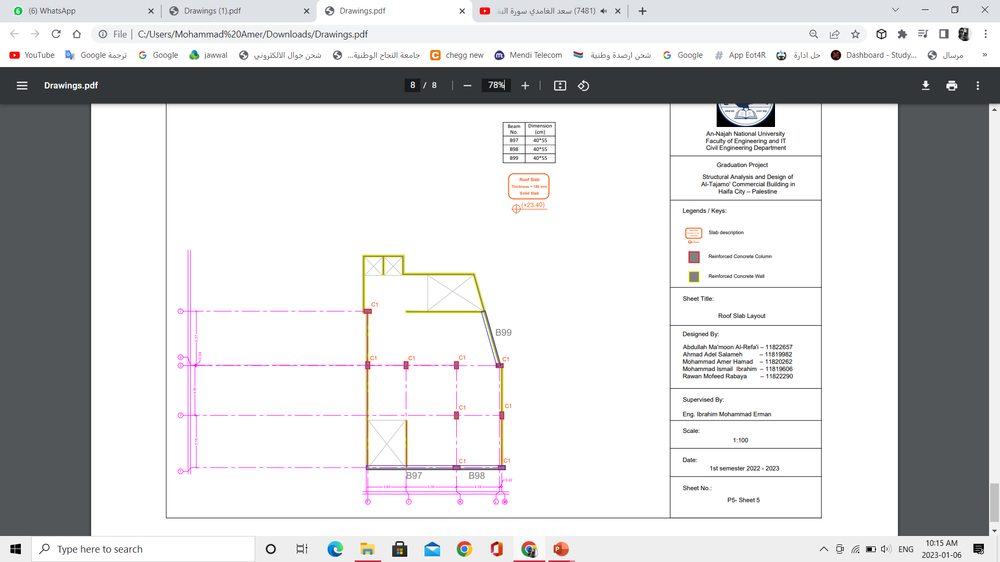 (6) WhatsApp
Drawings (1).pdf
Drawings.pdf
(7481) سعد الغامدي سورة البق
File
C:/Users/Mohammad%20Amer/Downloads/Drawings.pdf
YouTube
ترجمة Google
Google
jawwal
شحن جوال الالكتروني
جامعة النجاح الوطنية...
chegg new
Mendi Telecom
شحن ارصدة وطنية
Google
App Eot4R
حل ادارة
Dashboard - Study...
مرسال
Drawings.pdf
8 / 8
78%
1918 AD
1337 Hijri
An-Najah National University
Faculty of Engineering and IT
Civil Engineering Department
Graduation Project
Structural Analysis and Design of
Al-Tajamo' Commercial Building in
Haifa City – Palestine
Legends / Keys:
Slab description
Reinforced Concrete Column
Reinforced Concrete Wall
Sheet Title:
Roof Slab Layout
Designed By:
Abdullah Ma'moon Al-Refa'i – 11822657
Ahmad Adel Salameh – 11819982
Mohammad Amer Hamad – 11820262
Mohammad Ismail Ibrahim – 11819606
Rawan Mofeed Rabaya – 11822290
Supervised By:
Eng. Ibrahim Mohammad Erman
Scale:
1:100
Date:
1st semester 2022 - 2023
Sheet No.:
P5- Sheet 5
Beam No. Dimension (cm)
B97 40*55
B98 40*55
B99 40*55
Roof Slab
Thickness = 180 mm
Solid Slab
(+23.40)
C1
7
B99
5.37
0.04
6
5
C1
C1
C1
C1
4.95
C1
C1
3
5.18
C1
C1
1
B97
B98
0.22
3.80
5.00
4.28
F
I
K
L
M
Type here to search
ENG
10:15 AM
2023-01-06